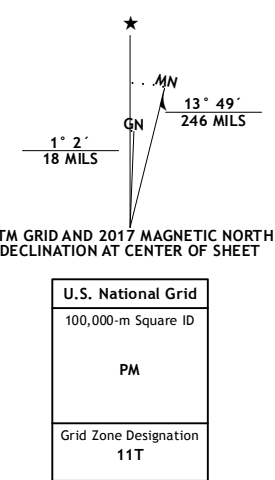 ★
MN
GN
13° 49´
246 MILS
1° 2´
18 MILS
TM GRID AND 2017 MAGNETIC NORTH
DECLINATION AT CENTER OF SHEET
U.S. National Grid
100,000-m Square ID
PM
Grid Zone Designation
11T